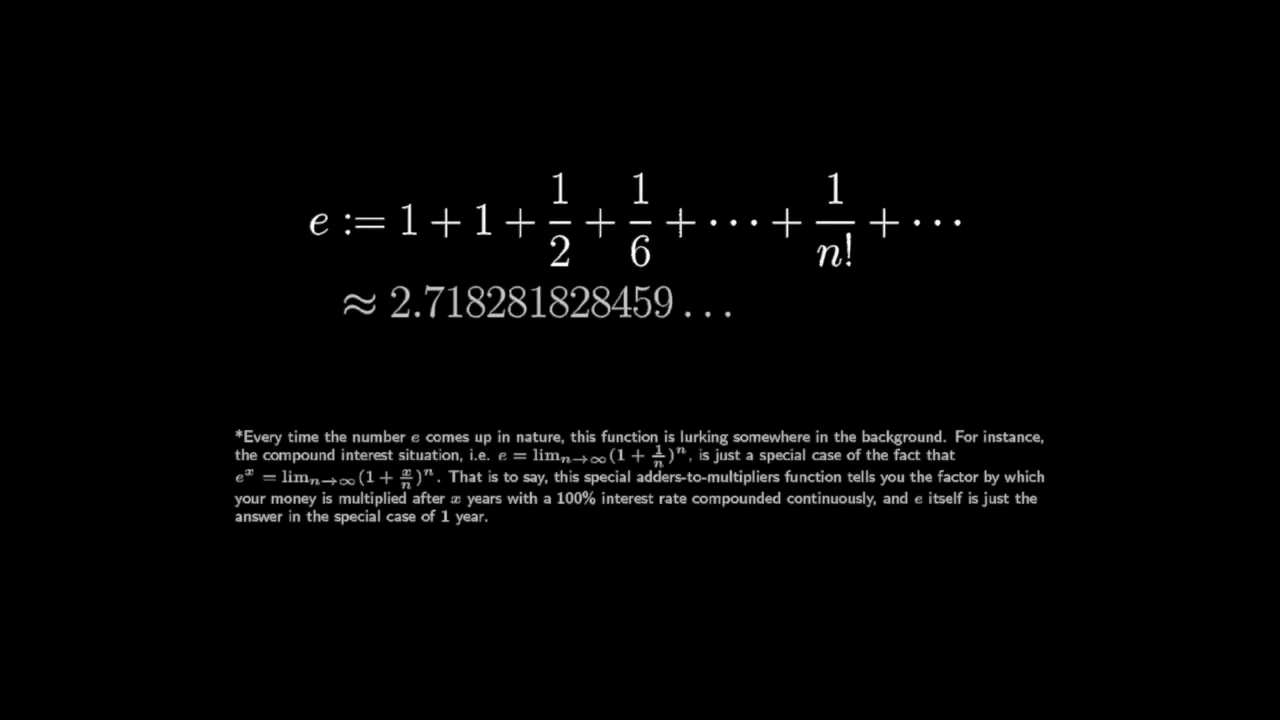 e := 1 + 1 + 1/2 + 1/6 + ⋯ + 1/n! + ⋯
≈ 2.718281828459...
*Every time the number e comes up in nature, this function is lurking somewhere in the background. For instance,
the compound interest situation, i.e. e = lim_{n→∞}(1 + 1/n)^n, is just a special case of the fact that
e^x = lim_{n→∞}(1 + x/n)^n. That is to say, this special adders-to-multipliers function tells you the factor by which
your money is multiplied after x years with a 100% interest rate compounded continuously, and e itself is just the
answer in the special case of 1 year.